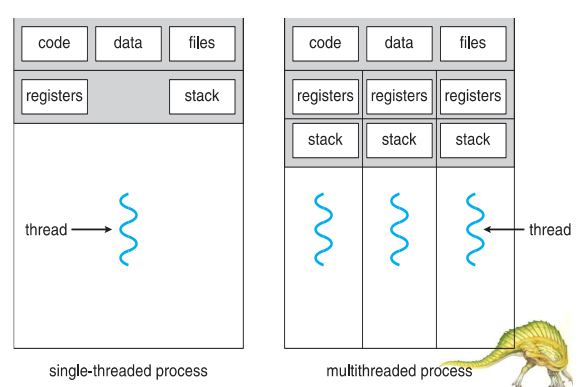 code data files
registers stack
thread
single-threaded process
code data files
registers registers registers
stack stack stack
thread
multithreaded process